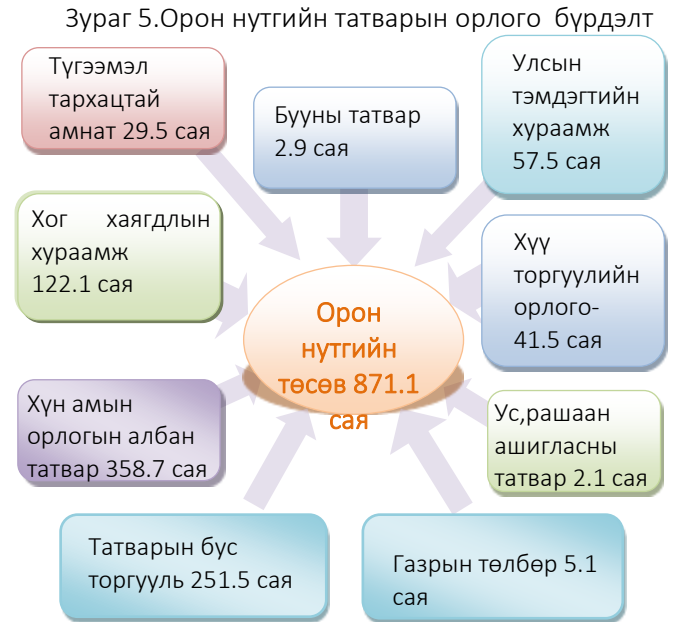 Зураг 5.Орон нутгийн татварын орлого бүрдэлт
Түгээмэл
тархацтай
амнат 29.5 сая
Бууны татвар
2.9 сая
Улсын
тэмдэгтийн
хураамж
57.5 сая
Хог хаягдлын
хураамж
122.1 сая
Хүү
торгуулийн
орлого-
41.5 сая
Орон
нутгийн
төсөв 871.1
сая
Хүн амын
орлогын албан
татвар 358.7 сая
Ус,рашаан
ашигласны
татвар 2.1 сая
Татварын бус
торгууль 251.5 сая
Газрын төлбөр 5.1
сая